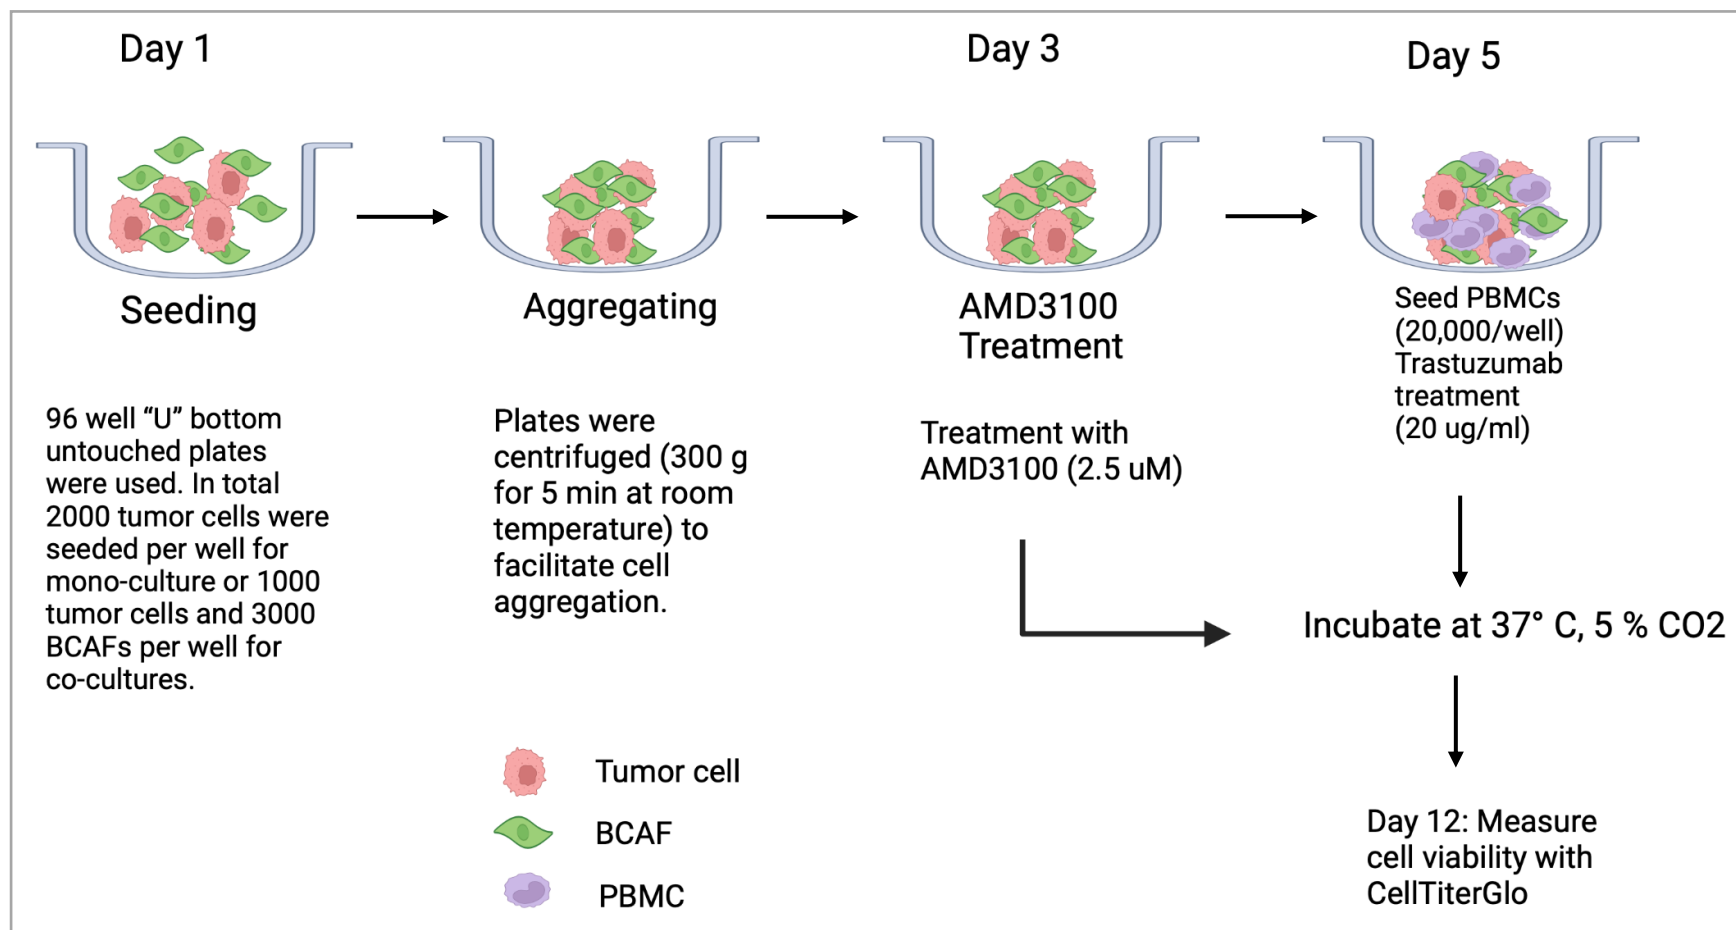 Day 1
Seeding
96 well “U” bottom
untouched plates
were used. In total
2000 tumor cells were
seeded per well for
mono-culture or 1000
tumor cells and 3000
BCAFs per well for
co-cultures.
Aggregating
Plates were
centrifuged (300 g
for 5 min at room
temperature) to
facilitate cell
aggregation.
Day 3
AMD3100
Treatment
Treatment with
AMD3100 (2.5 uM)
Day 5
Seed PBMCs
(20,000/well)
Trastuzumab
treatment
(20 ug/ml)
Incubate at 37° C, 5 % CO2
Day 12: Measure
cell viability with
CellTiterGlo
Tumor cell
BCAF
PBMC